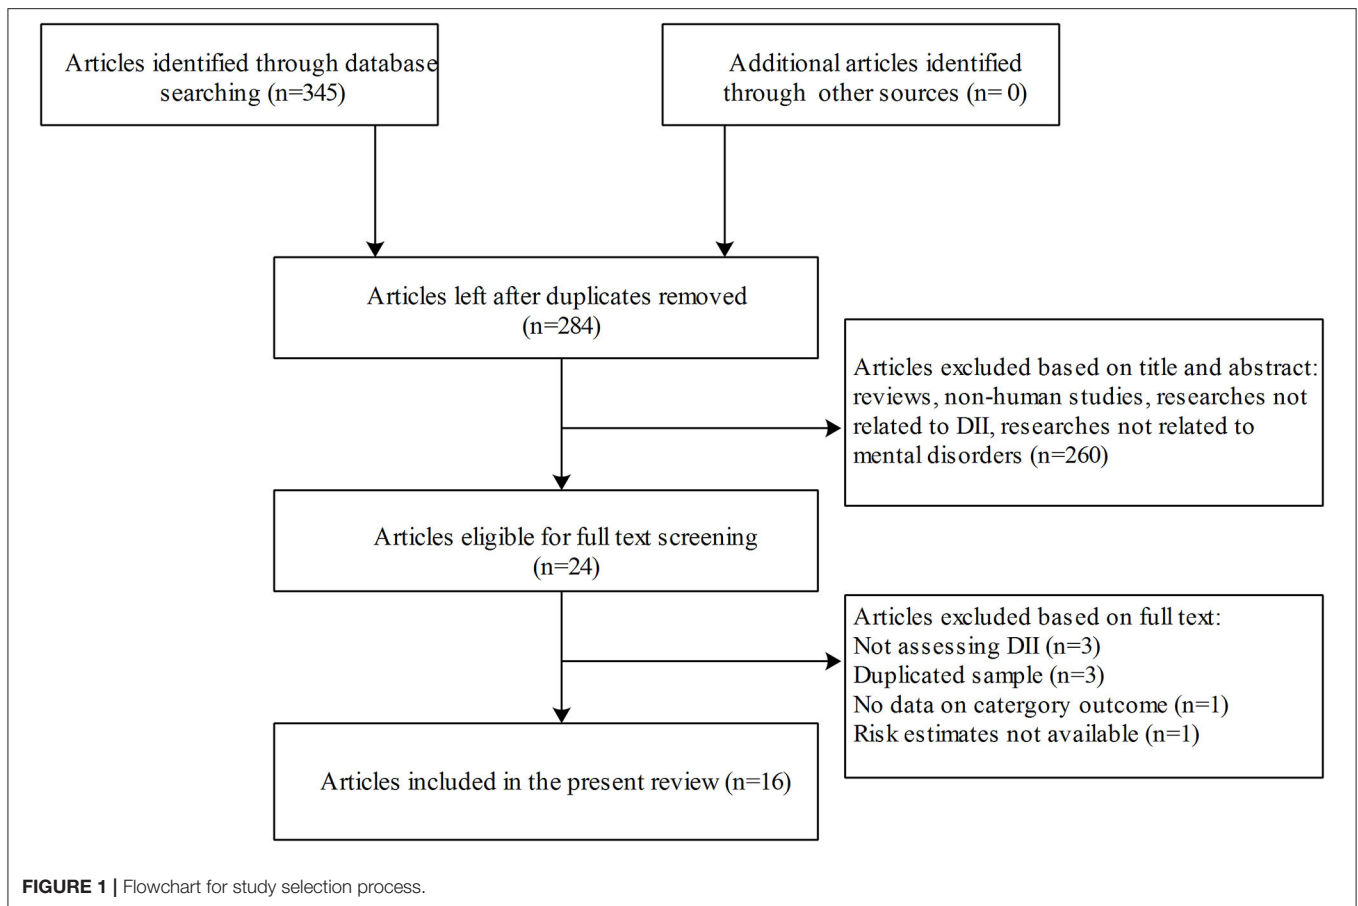 Articles identified through database
searching (n=345)
Additional articles identified
through other sources (n= 0)
Articles left after duplicates removed
(n=284)
Articles excluded based on title and abstract:
reviews, non-human studies, researches not
related to DII, researches not related to
mental disorders (n=260)
Articles eligible for full text screening
(n=24)
Articles excluded based on full text:
Not assessing DII (n=3)
Duplicated sample (n=3)
No data on catergory outcome (n=1)
Risk estimates not available (n=1)
Articles included in the present review (n=16)
FIGURE 1 | Flowchart for study selection process.